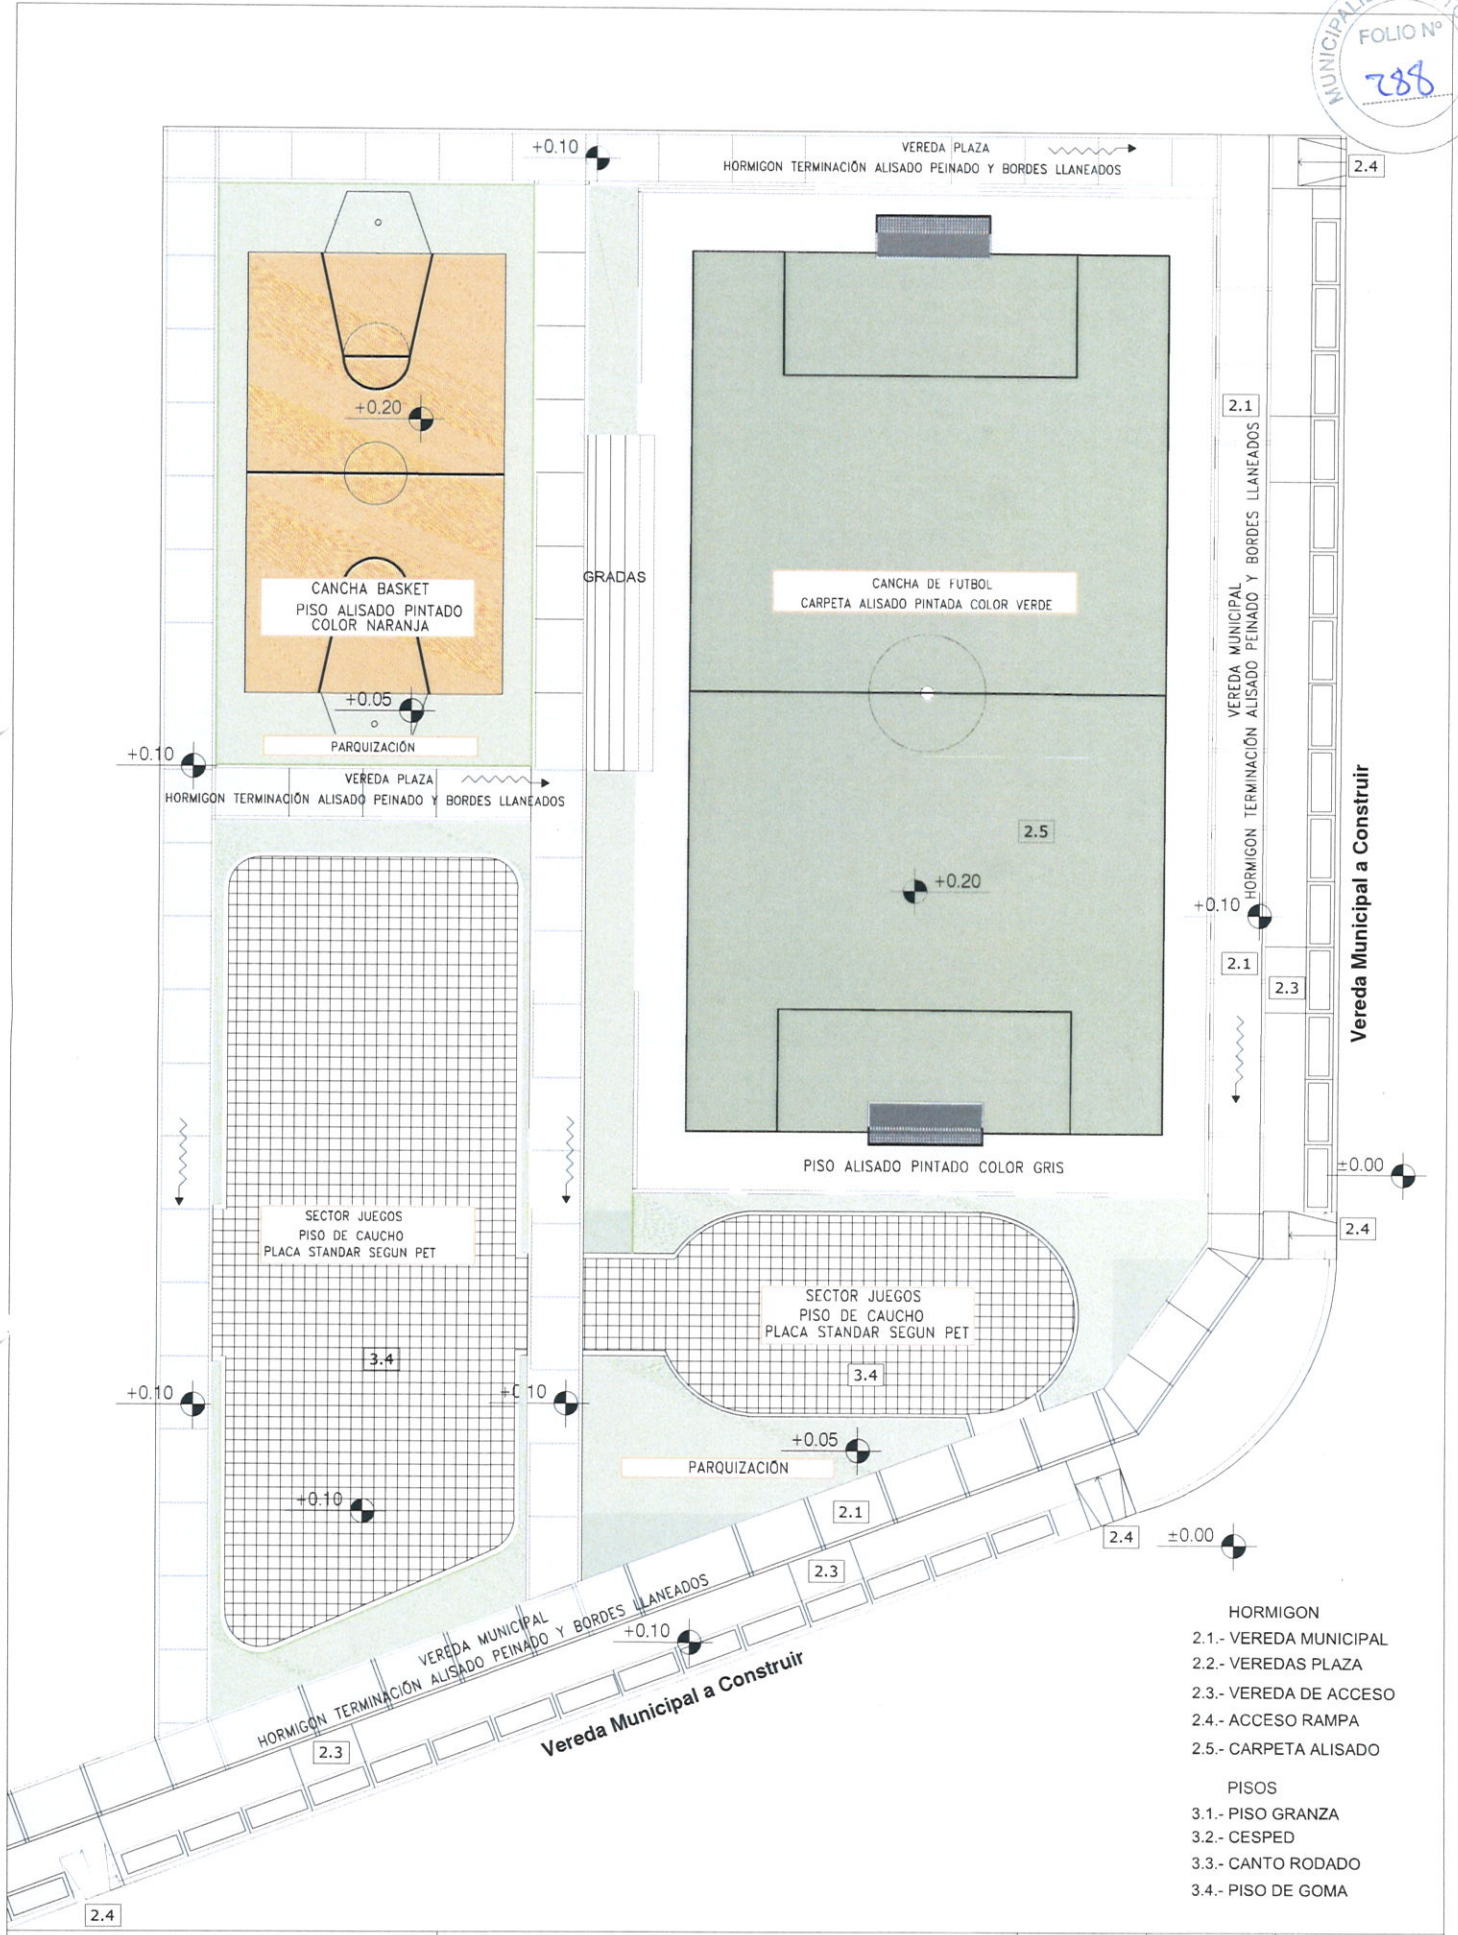 MUNICIPALI
FOLIO Nº
288
+0.10
VEREDA PLAZA
HORMIGON TERMINACIÓN ALISADO PEINADO Y BORDES LLANEADOS
2.4
+0.20
2.1
GRADAS
CANCHA BASKET
PISO ALISADO PINTADO
COLOR NARANJA
CANCHA DE FUTBOL
CARPETA ALISADO PINTADA COLOR VERDE
VEREDA MUNICIPAL
HORMIGON TERMINACIÓN ALISADO PEINADO Y BORDES LLANEADOS
+0.05
PARQUIZACIÓN
+0.10
VEREDA PLAZA
HORMIGON TERMINACIÓN ALISADO PEINADO Y BORDES LLANEADOS
2.5
+0.20
+0.10
2.1
2.3
Vereda Municipal a Construir
PISO ALISADO PINTADO COLOR GRIS
±0.00
SECTOR JUEGOS
PISO DE CAUCHO
PLACA STANDAR SEGUN PET
2.4
SECTOR JUEGOS
PISO DE CAUCHO
PLACA STANDAR SEGUN PET
3.4
3.4
+0.10
+0.10
+0.05
PARQUIZACIÓN
+0.10
2.1
2.4
±0.00
2.3
VEREDA MUNICIPAL
HORMIGON TERMINACIÓN ALISADO PEINADO Y BORDES LLANEADOS
+0.10
Vereda Municipal a Construir
2.3
2.4
HORMIGON
2.1.- VEREDA MUNICIPAL
2.2.- VEREDAS PLAZA
2.3.- VEREDA DE ACCESO
2.4.- ACCESO RAMPA
2.5.- CARPETA ALISADO
PISOS
3.1.- PISO GRANZA
3.2.- CESPED
3.3.- CANTO RODADO
3.4.- PISO DE GOMA